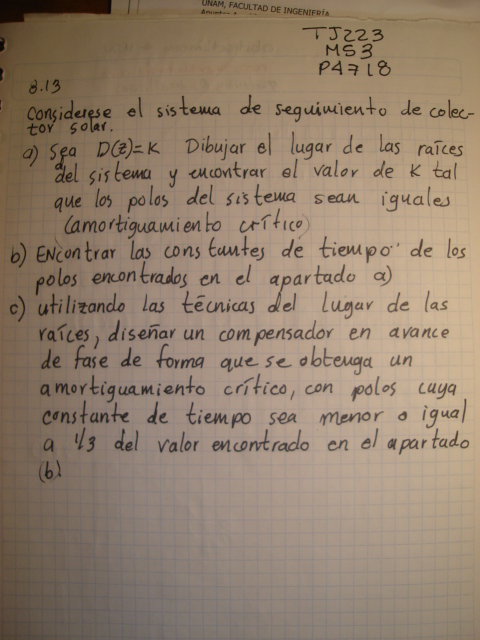 UNAM, FACULTAD DE INGENIERÍA
TJ223
M53
P4718
8.13
Considerese el sistema de seguimiento de colec-
tor solar.
a) Sea D(z)=K Dibujar el lugar de las raíces
del sistema y encontrar el valor de K tal
que los polos del sistema sean iguales
(amortiguamiento crítico)
b) Encontrar las constantes de tiempo de los
polos encontrados en el apartado a)
c) utilizando las técnicas del lugar de las
raíces, diseñar un compensador en avance
de fase de forma que se obtenga un
amortiguamiento crítico, con polos cuya
constante de tiempo sea menor o igual
a 1/3 del valor encontrado en el apartado
(b)